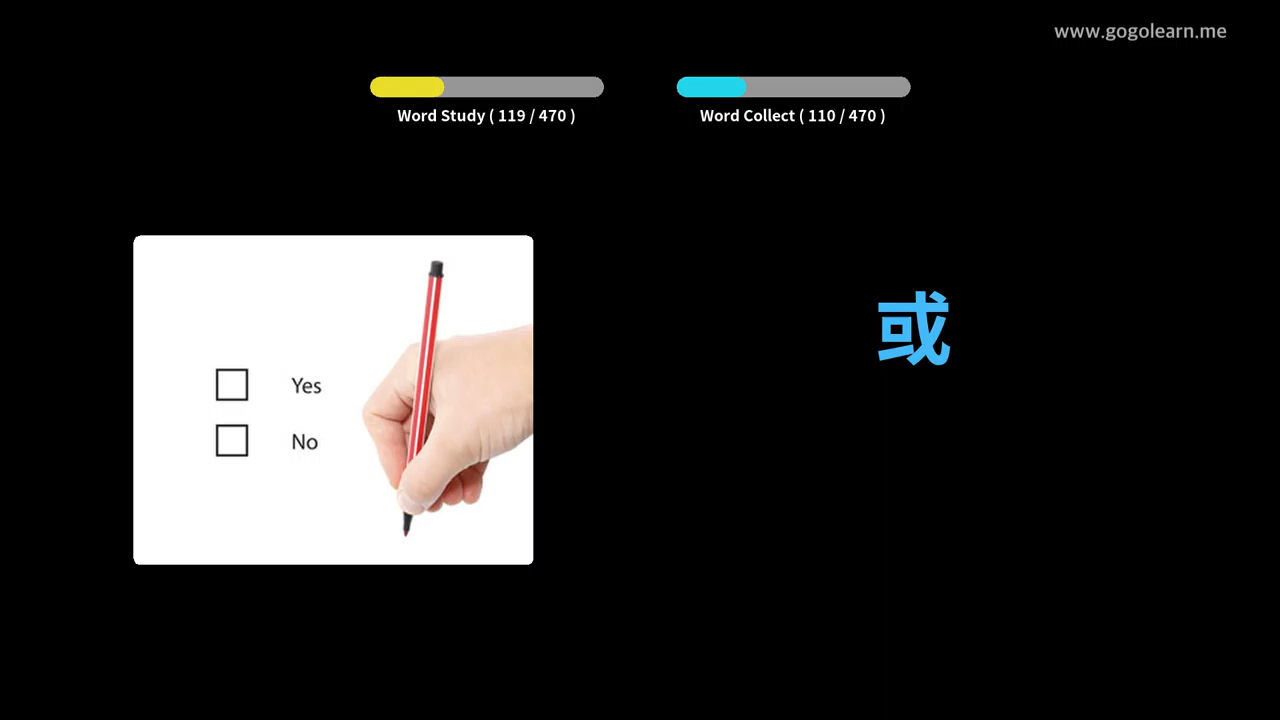 www.gogolearn.me
Word Study ( 119 / 470 )
Word Collect ( 110 / 470 )
或
Yes
No